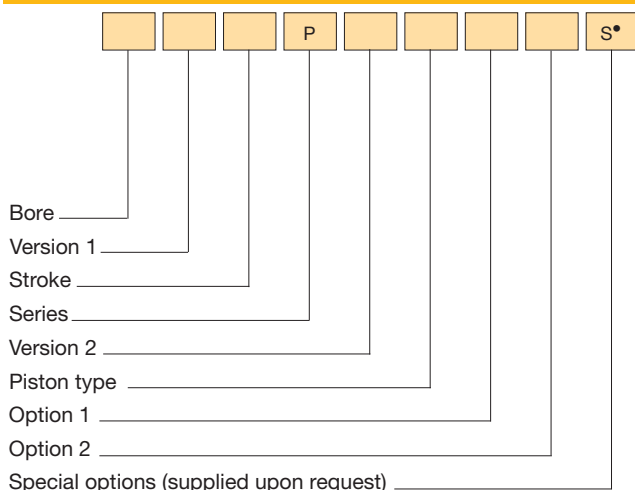 P S•
Bore
Version 1
Stroke
Series
Version 2
Piston type
Option 1
Option 2
Special options (supplied upon request)